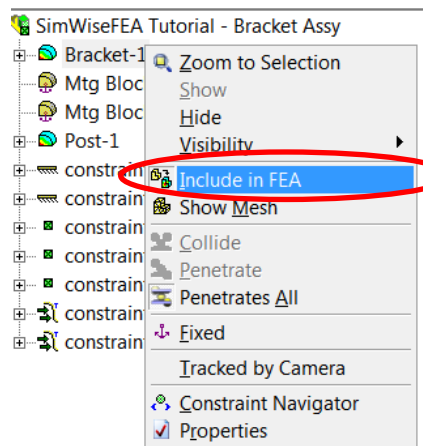 SimWiseFEA Tutorial - Bracket Assy
Bracket-1
Mtg Bloc
Mtg Bloc
Post-1
constrain
constrain
constrain
constrain
constrain
constrain
constrain
Zoom to Selection
Show
Hide
Visibility
Include in FEA
Show Mesh
Collide
Penetrate
Penetrates All
Fixed
Tracked by Camera
Constraint Navigator
Properties